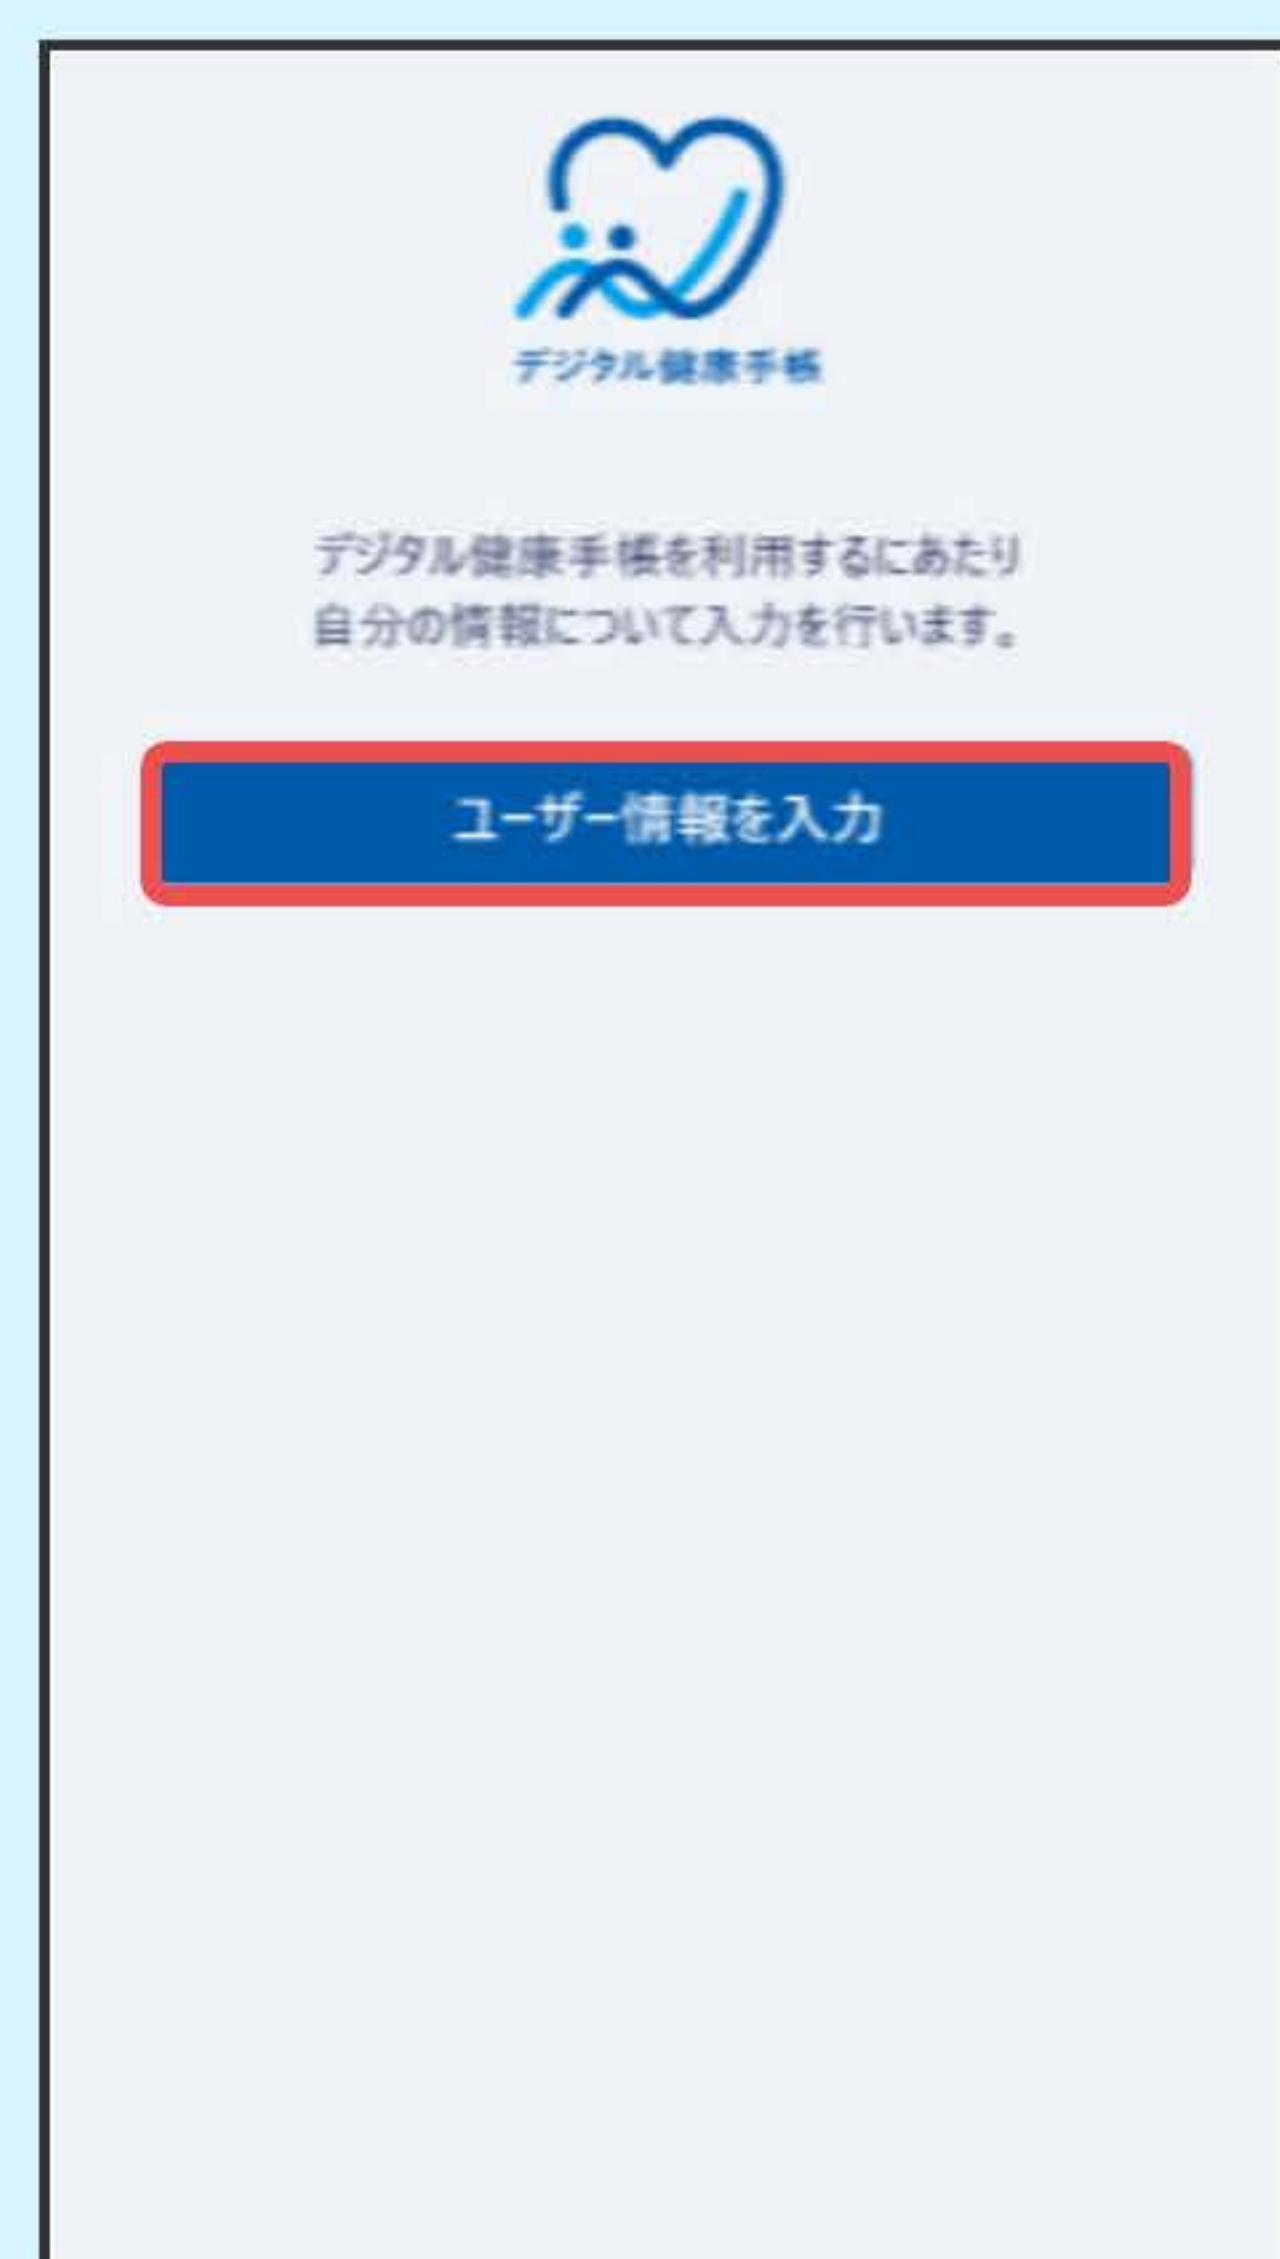 デジタル健康手帳
デジタル健康手帳を利用するにあたり
自分の情報について入力を行います。
ユーザー情報を入力